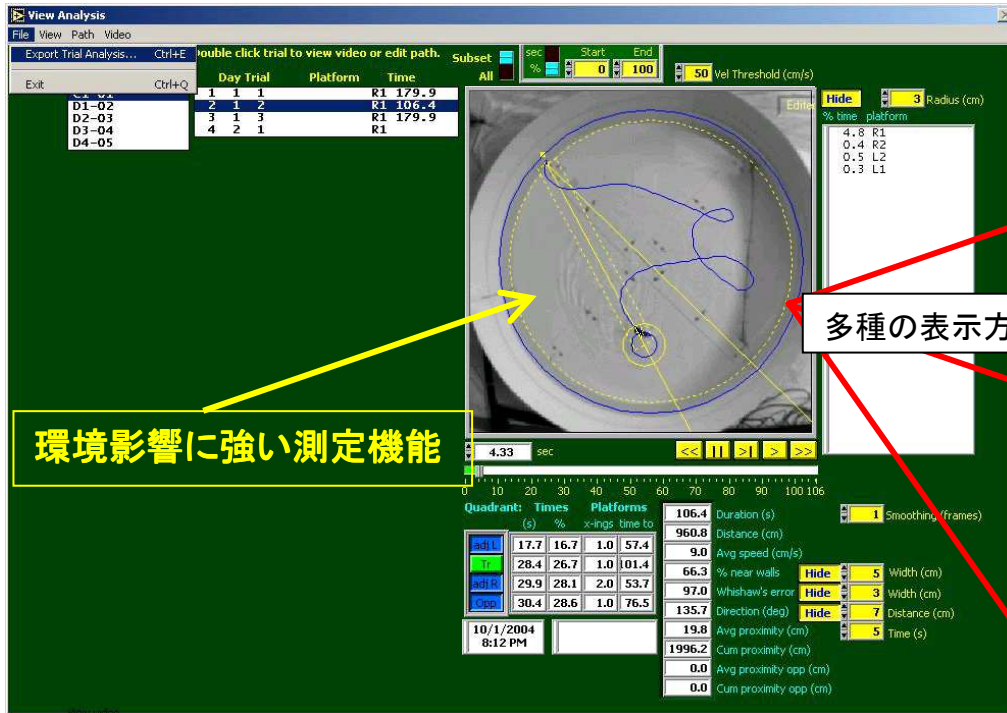 View Analysis
File View Path Video
Export Trial Analysis... Ctrl+E
Exit Ctrl+Q
Double click trial to view video or edit path.
Subset
All
sec
%
Start End
0 100
50 Vel Threshold (cm/s)
Day Trial Platform Time
1 1 1 R1 179.9
2 1 2 R1 106.4
3 1 3 R1 179.9
4 2 1 R1
D1-02
D2-03
D3-04
D4-05
Hide 3 Radius (cm)
% time platform
4.8 R1
0.4 R2
0.5 L2
0.3 L1
多種の表示方
環境影響に強い測定機能
4.33 sec
<< || >| > >>
0 10 20 30 40 50 60 70 80 90 100 106
Quadrant: Times Platforms
(s) % x-ings time to
adj L 17.7 16.7 1.0 57.4
Tr 28.4 26.7 1.0 101.4
adj R 29.9 28.1 2.0 53.7
Opp 30.4 28.6 1.0 76.5
10/1/2004
8:12 PM
106.4 Duration (s) 1 Smoothing (frames)
960.8 Distance (cm)
9.0 Avg speed (cm/s)
66.3 % near walls Hide 5 Width (cm)
97.0 Whishaw's error Hide 3 Width (cm)
135.7 Direction (deg) Hide 7 Distance (cm)
19.8 Avg proximity (cm) 5 Time (s)
1996.2 Cum proximity (cm)
0.0 Avg proximity opp (cm)
0.0 Cum proximity opp (cm)